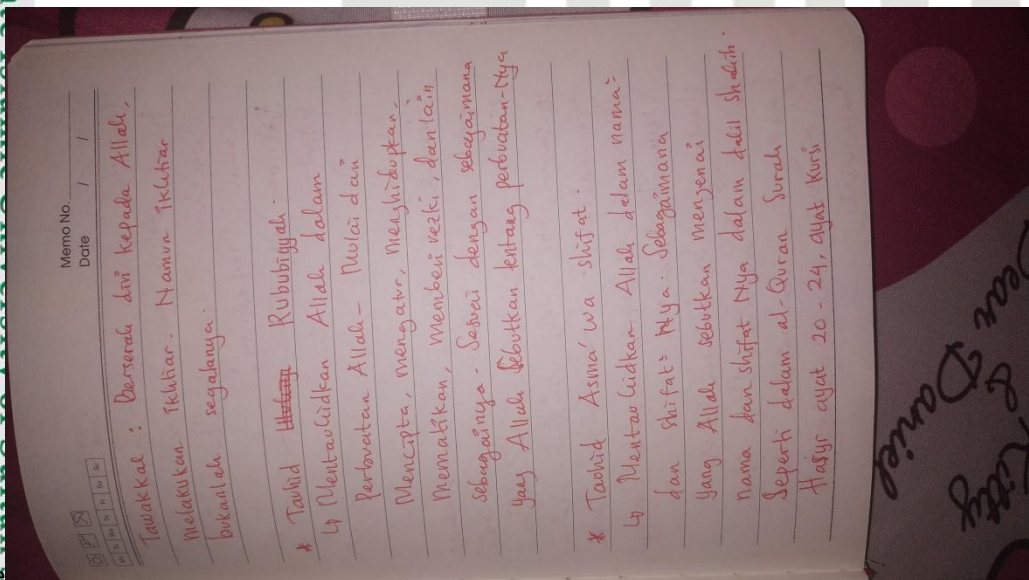 Memo No.
Date / /
Tawakkal : Berserah diri kepada Allah,
melakukan ikhtiar. Namun ikhtiar
bukanlah segalanya.
* Tauhid Rububiyyah.
↳ Mentauhidkan Allah dalam
Perbuatan Allah - Mulai dari
Mencipta, mengatur, menghidupkan,
mematikan, memberi rezki, dan lain
sebagainya. Sesuai dengan sebagaimana
yang Allah sebutkan tentang perbuatan-Nya
* Tauhid Asma' wa shifat.
↳ Mentauhidkan Allah dalam nama²
dan shifat² Nya. Sebagaimana
yang Allah sebutkan mengenai
nama dan shifat Nya dalam dalil shahih.
Seperti dalam al-Quran Surah
Hasyr ayat 20-24, ayat Kursi
Dear
& Kitty
Daniel